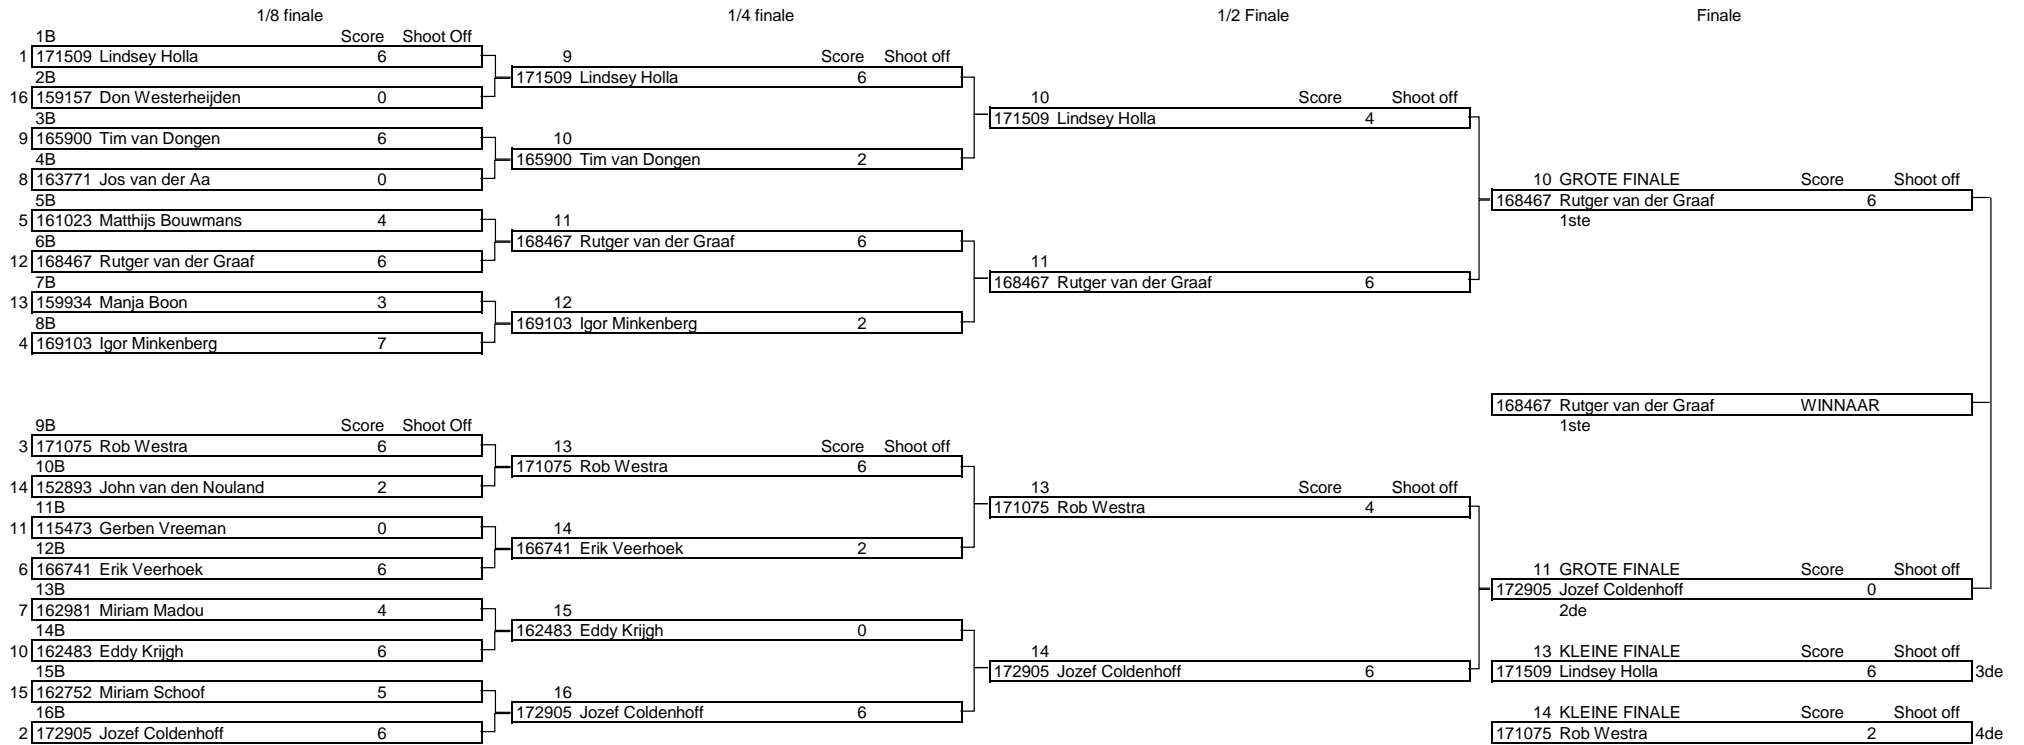 1/8 finale 1/4 finale 1/2 Finale Finale
1B Score Shoot Off
1 171509 Lindsey Holla 6
2B
16 159157 Don Westerheijden 0
3B
9 165900 Tim van Dongen 6
4B
8 163771 Jos van der Aa 0
5B
5 161023 Matthijs Bouwmans 4
6B
12 168467 Rutger van der Graaf 6
7B
13 159934 Manja Boon 3
8B
4 169103 Igor Minkenberg 7
9B Score Shoot Off
3 171075 Rob Westra 6
10B
14 152893 John van den Nouland 2
11B
11 115473 Gerben Vreeman 0
12B
6 166741 Erik Veerhoek 6
13B
7 162981 Miriam Madou 4
14B
10 162483 Eddy Krijgh 6
15B
15 162752 Miriam Schoof 5
16B
2 172905 Jozef Coldenhoff 6
9 Score Shoot off
171509 Lindsey Holla 6
10
165900 Tim van Dongen 2
11
168467 Rutger van der Graaf 6
12
169103 Igor Minkenberg 2
13 Score Shoot off
171075 Rob Westra 6
14
166741 Erik Veerhoek 2
15
162483 Eddy Krijgh 0
16
172905 Jozef Coldenhoff 6
10 Score Shoot off
171509 Lindsey Holla 4
11
168467 Rutger van der Graaf 6
13 Score Shoot off
171075 Rob Westra 4
14
172905 Jozef Coldenhoff 6
10 GROTE FINALE Score Shoot off
168467 Rutger van der Graaf 6
1ste
168467 Rutger van der Graaf WINNAAR
1ste
11 GROTE FINALE Score Shoot off
172905 Jozef Coldenhoff 0
2de
13 KLEINE FINALE Score Shoot off
171509 Lindsey Holla 6 3de
14 KLEINE FINALE Score Shoot off
171075 Rob Westra 2 4de